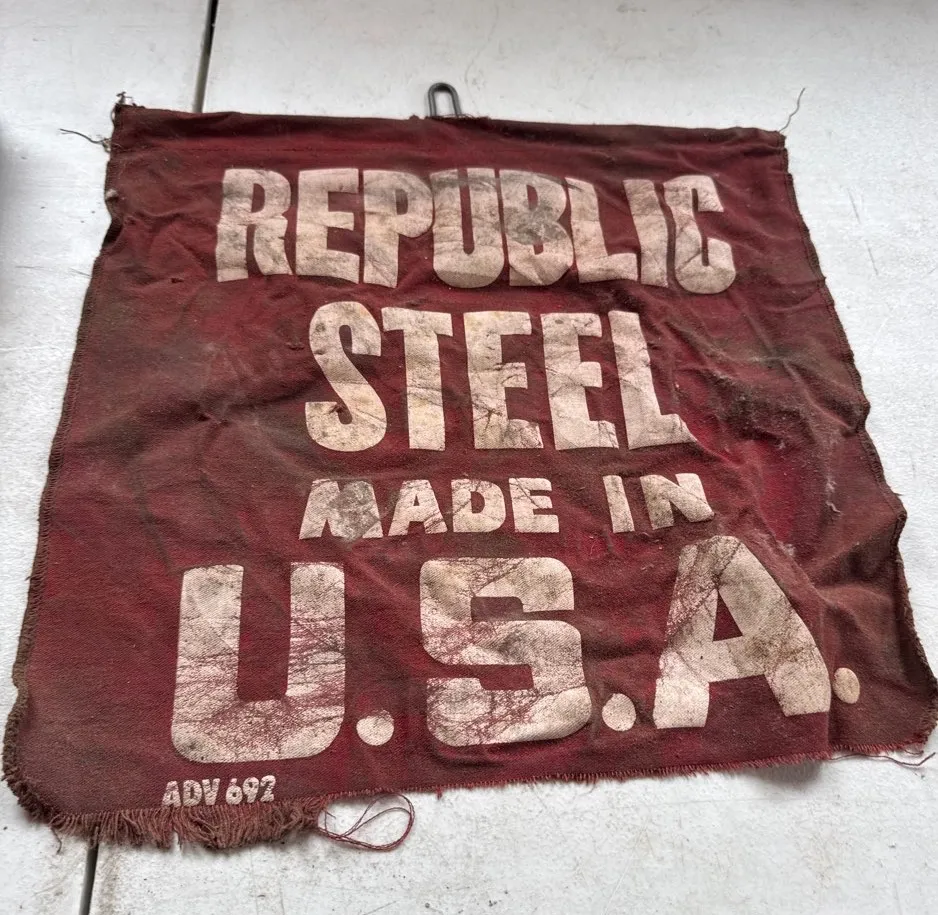 REPUBLIC
STEEL
MADE IN
U.S.A.
ADV 692